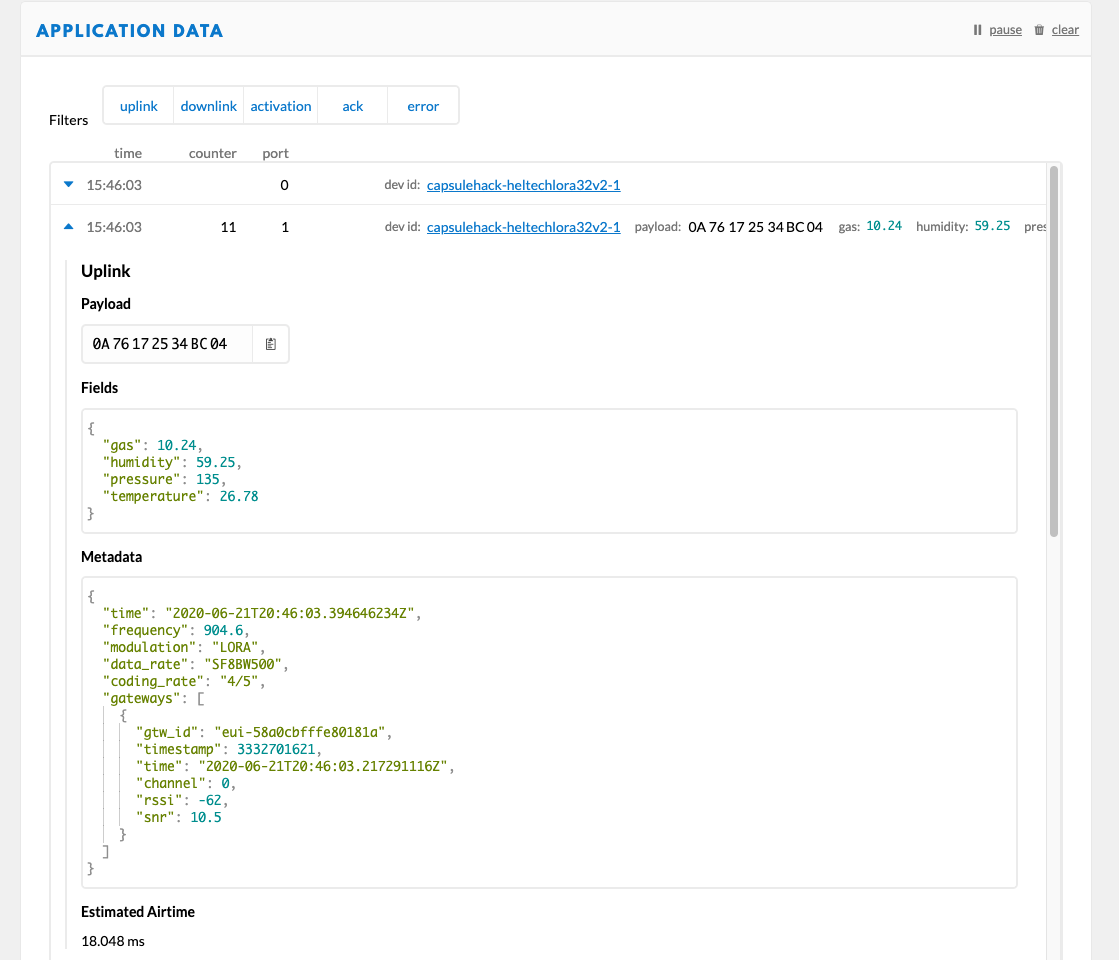 APPLICATION DATA
pause clear
Filters uplink downlink activation ack error
time counter port
15:46:03 0 dev id: capsulehack-heltechlora32v2-1
15:46:03 11 1 dev id: capsulehack-heltechlora32v2-1 payload: 0A 76 17 25 34 BC 04 gas: 10.24 humidity: 59.25 pres
Uplink
Payload
0A 76 17 25 34 BC 04
Fields
{
"gas": 10.24,
"humidity": 59.25,
"pressure": 135,
"temperature": 26.78
}
Metadata
{
"time": "2020-06-21T20:46:03.394646234Z",
"frequency": 904.6,
"modulation": "LORA",
"data_rate": "SF8BW500",
"coding_rate": "4/5",
"gateways": [
{
"gtw_id": "eui-58a0cbfffe80181a",
"timestamp": 3332701621,
"time": "2020-06-21T20:46:03.217291116Z",
"channel": 0,
"rssi": -62,
"snr": 10.5
}
]
}
Estimated Airtime
18.048 ms